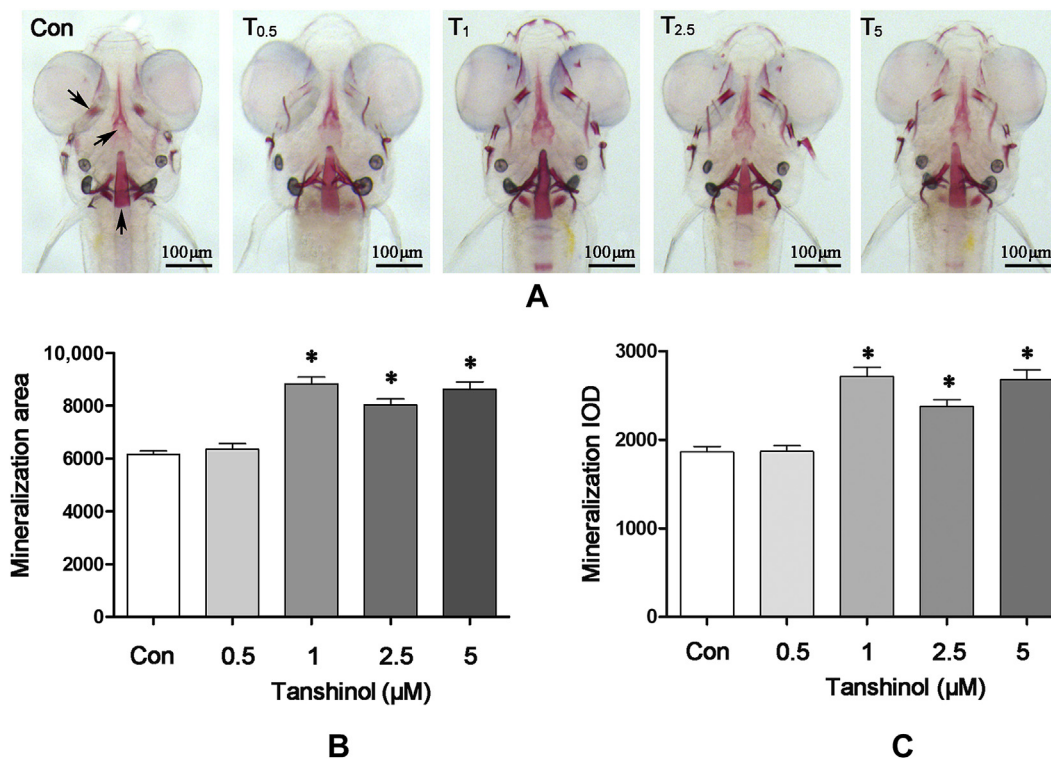 Con T0.5 T1 T2.5 T5
100μm 100μm 100μm 100μm 100μm
A
Mineralization area
10,000
8000
6000
4000
2000
0
* * *
Con 0.5 1 2.5 5
Tanshinol (μM)
B
Mineralization IOD
3000
2000
1000
0
* * *
Con 0.5 1 2.5 5
Tanshinol (μM)
C